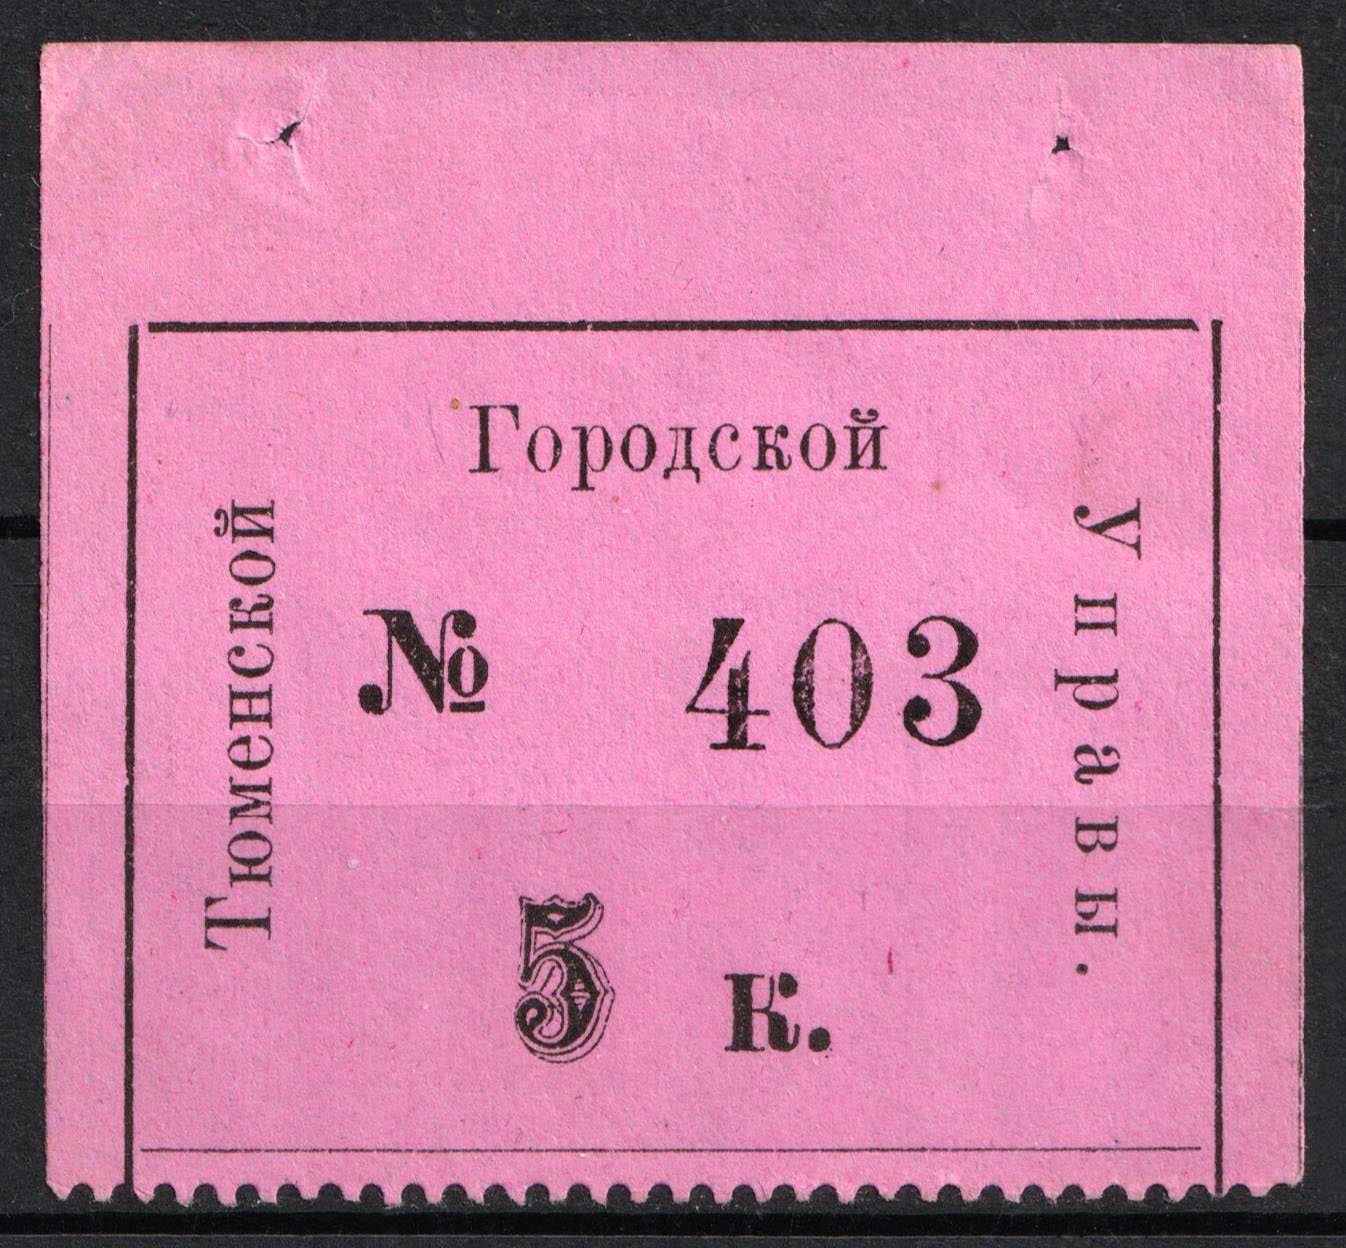 Тюменской
Городской
Управы.
№ 403
5 к.